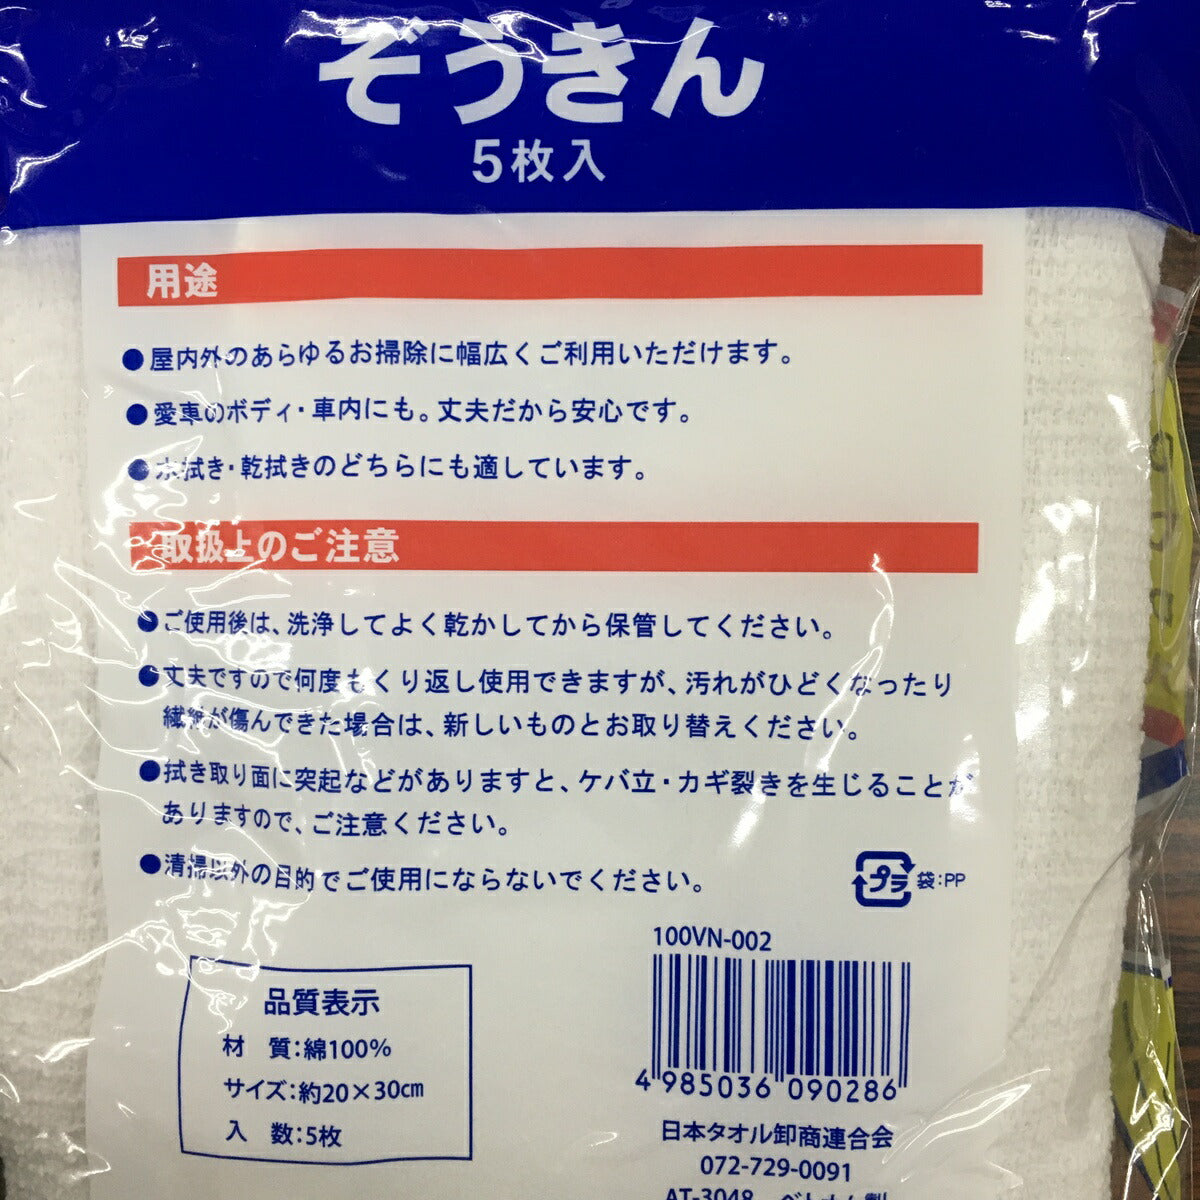 ぞうきん
5枚入
用途
●屋内外のあらゆるお掃除に幅広くご利用いただけます。
●愛車のボディ・車内にも。丈夫だから安心です。
●水拭き・乾拭きのどちらにも適しています。
取扱上のご注意
●ご使用後は、洗浄してよく乾かしてから保管してください。
●丈夫ですので何度もくり返し使用できますが、汚れがひどくなったり
繊維が傷んできた場合は、新しいものとお取り替えください。
●拭き取り面に突起などがありますと、ケバ立・カギ裂きを生じることが
ありますので、ご注意ください。
●清掃以外の目的でご使用にならないでください。
プラ 袋:PP
品質表示
材 質:綿100%
サイズ:約20×30cm
入 数:5枚
100VN-002
4 985036 090286
日本タオル卸商連合会
072-729-0091
AT-3048 ベトナム製